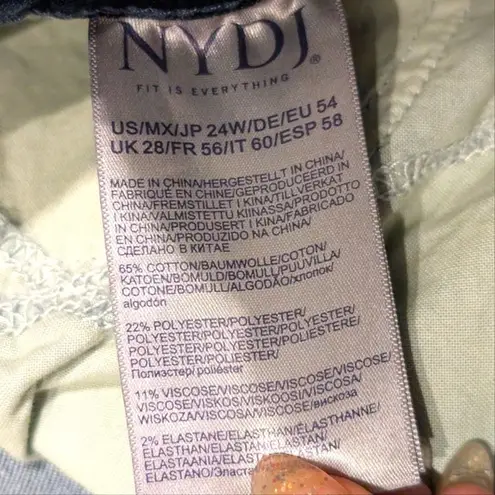 NYDJ®
FIT IS EVERYTHING
US/MX/JP 24W/DE/EU 54
UK 28/FR 56/IT 60/ESP 58
MADE IN CHINA/HERGESTELLT IN CHINA/
FABRIQUE EN CHINE/GEPRODUCEERD IN
CHINA/FREMSTILLET I KINA/TILLVERKAT
I KINA/VALMISTETTU KIINASSA/PRODOTTO
IN CHINA/PRODUSERT I KINA/FABRICADO
EN CHINA/PRODUZIDO NA CHINA/
СДЕЛАНО В КИТАЕ
65% COTTON/BAUMWOLLE/COTON/
KATOEN/BOMULD/BOMULL/PUUVILLA/
COTONE/BOMULL/ALGODÃO/хлопок/
algodón
22% POLYESTER/POLYESTER/
POLYESTER/POLYESTER/POLYESTER/
POLYESTER/POLYESTERI/POLIESTERE/
POLYESTER/POLIÉSTER/
Полиэстер/ poliéster
11% VISCOSE/VISCOSE/VISCOSE/VISCOSE/
VISCOSE/VISKOS/VISKOOSI/VISCOSA/
WISKOZA/VISCOSA/VISCOSE/вискоза
2% ELASTANE/ELASTHAN/ÉLASTHANNE/
ELASTHAN/ELASTAN/
ELASTAANIA/
ELASTANO/